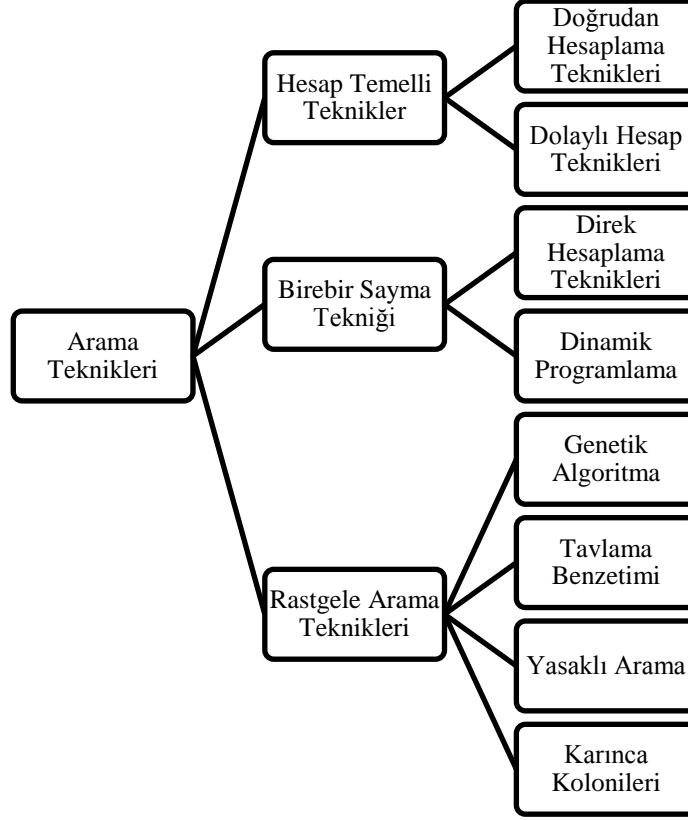 Arama
Teknikleri
Hesap Temelli
Teknikler
Doğrudan
Hesaplama
Teknikleri
Dolaylı Hesap
Teknikleri
Birebir Sayma
Tekniği
Direk
Hesaplama
Teknikleri
Dinamik
Programlama
Rastgele Arama
Teknikleri
Genetik
Algoritma
Tavlama
Benzetimi
Yasaklı Arama
Karınca
Kolonileri